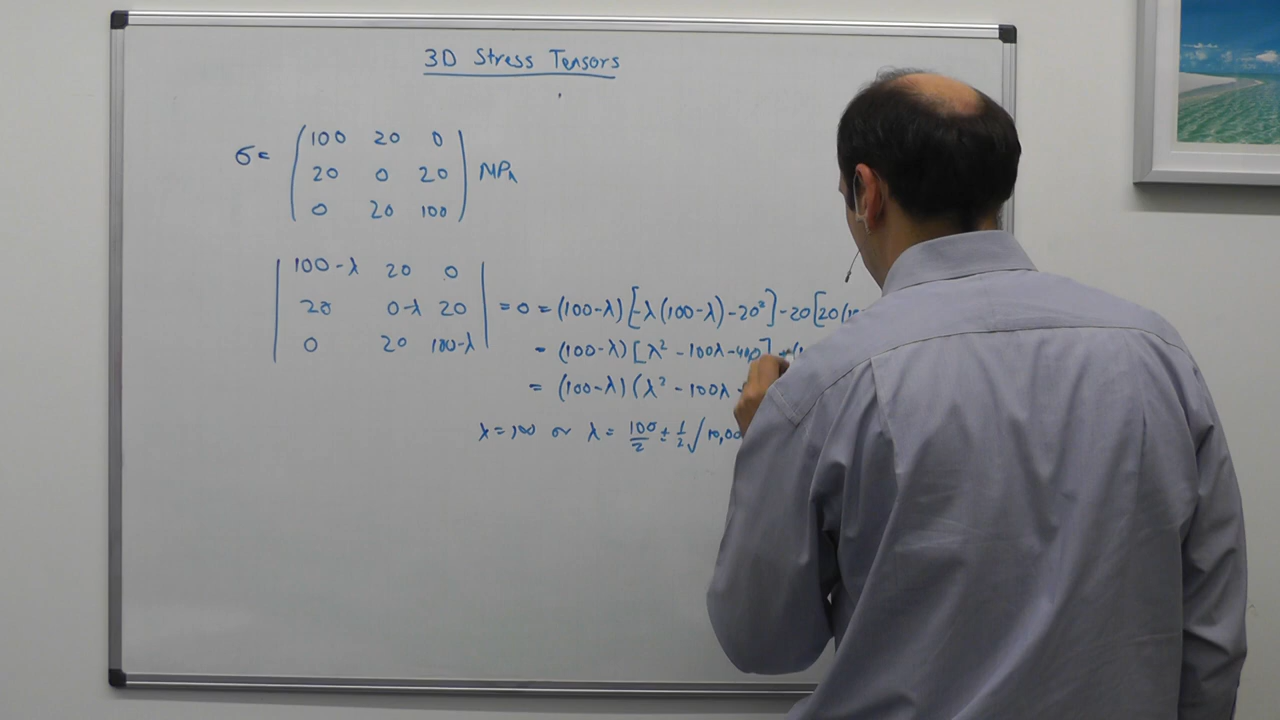 3D Stress Tensors
σ = ( 100 20 0
20 0 20
0 20 100 ) MPa
| 100-λ 20 0 |
| 20 0-λ 20 | = 0 = (100-λ)[-λ(100-λ)-20²]-20[20(10
| 0 20 100-λ | = (100-λ)[λ²-100λ-400]
= (100-λ)(λ²-100λ
λ=100 or λ = 100/2 ± 1/2 √10,00